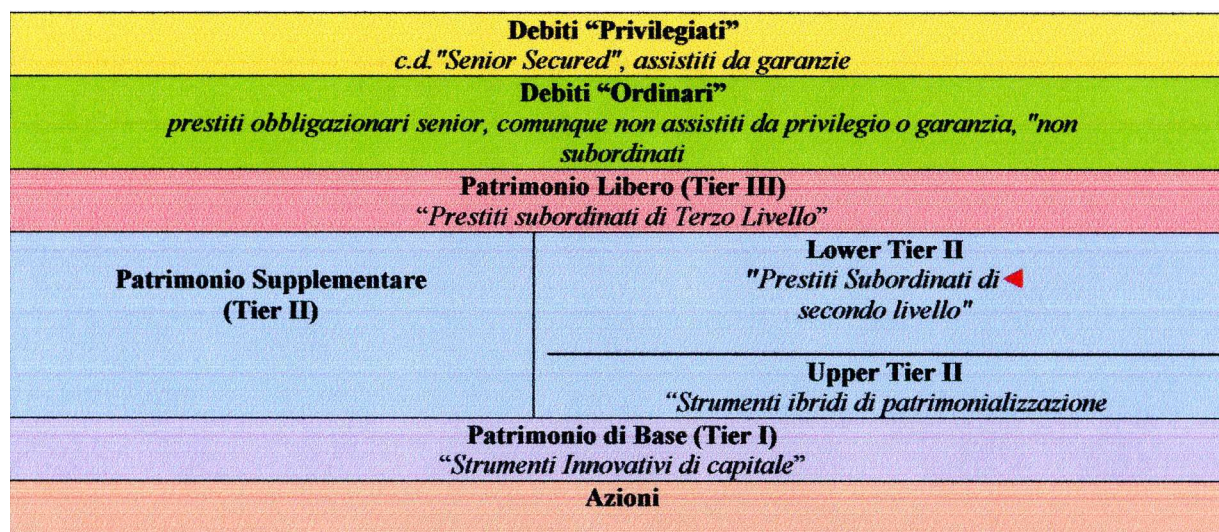 Debiti “Privilegiati”
c.d. "Senior Secured", assistiti da garanzie
Debiti “Ordinari”
prestiti obbligazionari senior, comunque non assistiti da privilegio o garanzia, "non
subordinati
Patrimonio Libero (Tier III)
“Prestiti subordinati di Terzo Livello”
Patrimonio Supplementare
(Tier II)
Lower Tier II
"Prestiti Subordinati di
secondo livello"
Upper Tier II
“Strumenti ibridi di patrimonializzazione
Patrimonio di Base (Tier I)
“Strumenti Innovativi di capitale”
Azioni